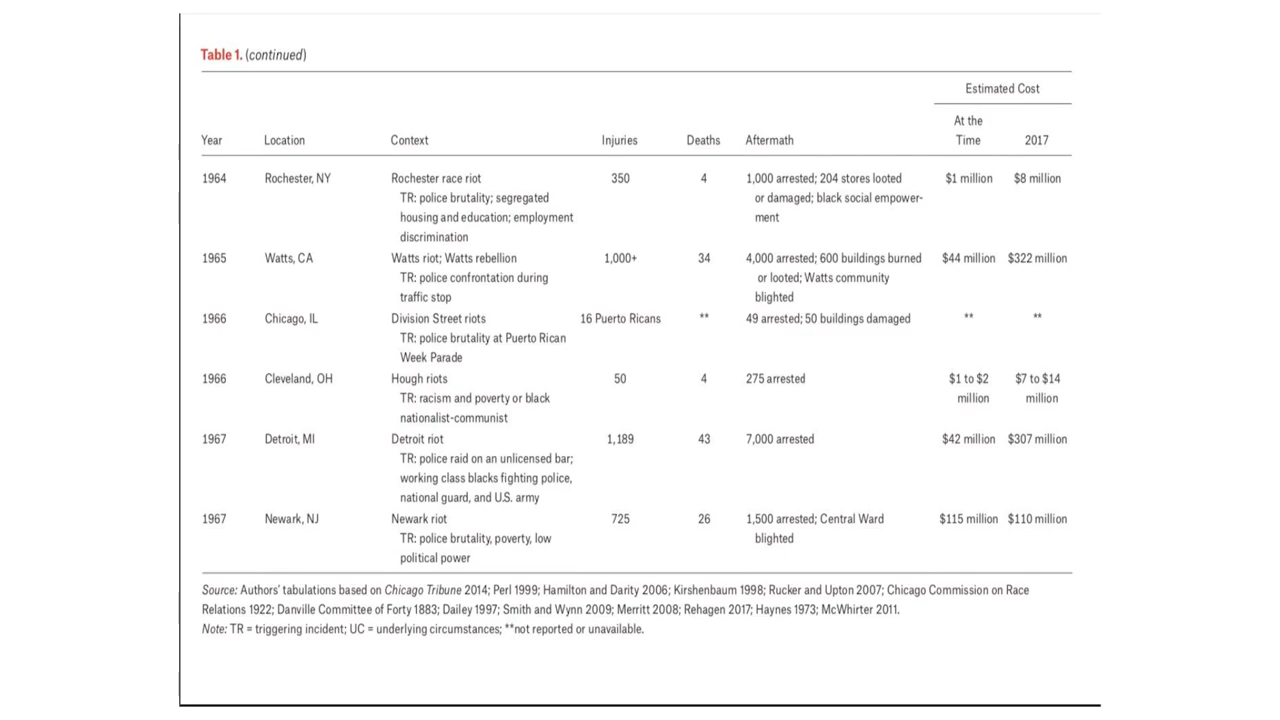 Table 1. (continued)
Estimated Cost
Year Location Context Injuries Deaths Aftermath At the Time 2017
1964 Rochester, NY Rochester race riot 350 4 1,000 arrested; 204 stores looted $1 million $8 million
TR: police brutality; segregated or damaged; black social empower-
housing and education; employment ment
discrimination
1965 Watts, CA Watts riot; Watts rebellion 1,000+ 34 4,000 arrested; 600 buildings burned $44 million $322 million
TR: police confrontation during or looted; Watts community
traffic stop blighted
1966 Chicago, IL Division Street riots 16 Puerto Ricans ** 49 arrested; 50 buildings damaged ** **
TR: police brutality at Puerto Rican
Week Parade
1966 Cleveland, OH Hough riots 50 4 275 arrested $1 to $2 $7 to $14
TR: racism and poverty or black million million
nationalist-communist
1967 Detroit, MI Detroit riot 1,189 43 7,000 arrested $42 million $307 million
TR: police raid on an unlicensed bar;
working class blacks fighting police,
national guard, and U.S. army
1967 Newark, NJ Newark riot 725 26 1,500 arrested; Central Ward $115 million $110 million
TR: police brutality, poverty, low blighted
political power
Source: Authors' tabulations based on Chicago Tribune 2014; Perl 1999; Hamilton and Darity 2006; Kirshenbaum 1998; Rucker and Upton 2007; Chicago Commission on Race
Relations 1922; Danville Committee of Forty 1883; Dailey 1997; Smith and Wynn 2009; Merritt 2008; Rehagen 2017; Haynes 1973; McWhirter 2011.
Note: TR = triggering incident; UC = underlying circumstances; **not reported or unavailable.